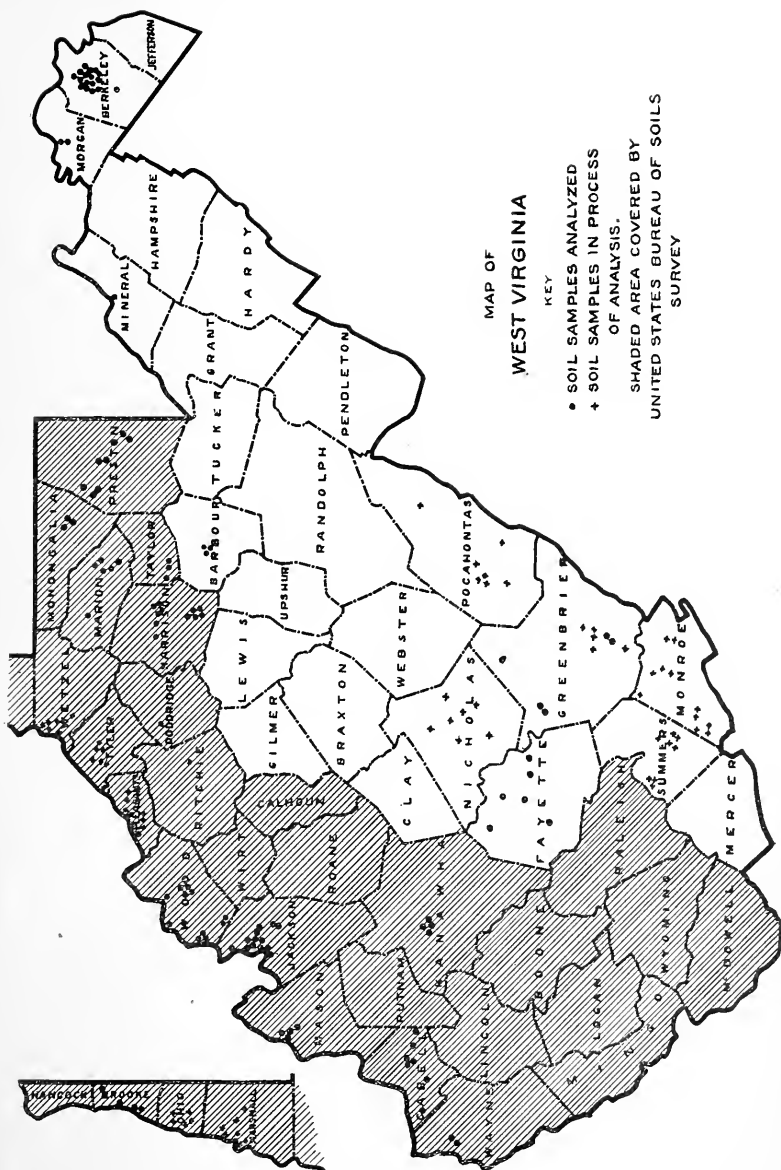 MAP OF
WEST VIRGINIA
KEY
• SOIL SAMPLES ANALYZED
+ SOIL SAMPLES IN PROCESS
OF ANALYSIS.
SHADED AREA COVERED BY
UNITED STATES BUREAU OF SOILS
SURVEY
HANCOCK
BROOKE
OHIO
MARSHALL
MONONGALIA
WETZEL
MARION
PRESTON
TAYLOR
TYLER
HARRISON
DODDRIDGE
PLEASANTS
RITCHIE
WOOD
WIRT
CALHOUN
ROANE
JACKSON
MASON
PUTNAM
KANAWHA
CABELL
LINCOLN
WAYNE
BOONE
LOGAN
MINGO
WYOMING
MCDOWELL
RALEIGH
MERCER
SUMMERS
MONROE
FAYETTE
GREENBRIER
NICHOLAS
CLAY
POCAHONTAS
WEBSTER
BRAXTON
GILMER
LEWIS
UPSHUR
BARBOUR
TUCKER
RANDOLPH
PENDLETON
GRANT
HARDY
MINERAL
HAMPSHIRE
MORGAN
BERKELEY
JEFFERSON